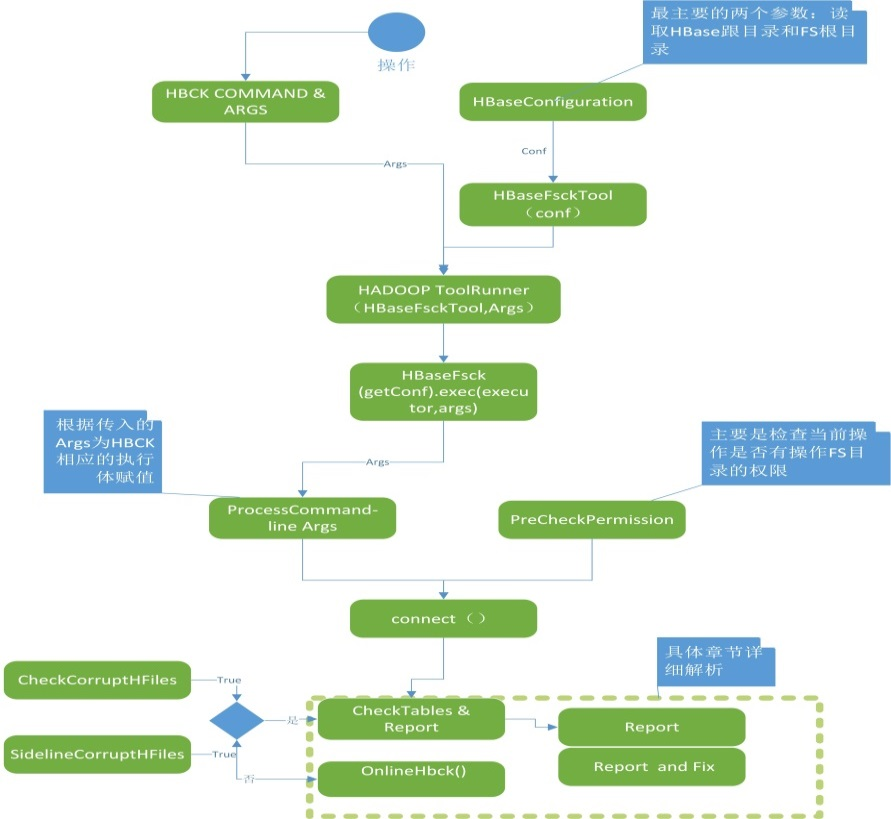 操作
最主要的两个参数：读
取HBase跟目录和FS根目
录
HBCK COMMAND &
ARGS
HBaseConfiguration
Conf
Args
HBaseFsckTool
（conf）
HADOOP ToolRunner
（HBaseFsckTool,Args）
HBaseFsck
(getConf).exec(execu
tor,args)
根据传入的
Args为HBCK
相应的执行
体赋值
主要是检查当前操
作是否有操作FS目
录的权限
Args
ProcessCommand-
line Args
PreCheckPermission
connect （）
具体章节详
细解析
CheckCorruptHFiles
True
是
CheckTables &
Report
Report
SidelineCorruptHFiles
True
否
OnlineHbck()
Report and Fix